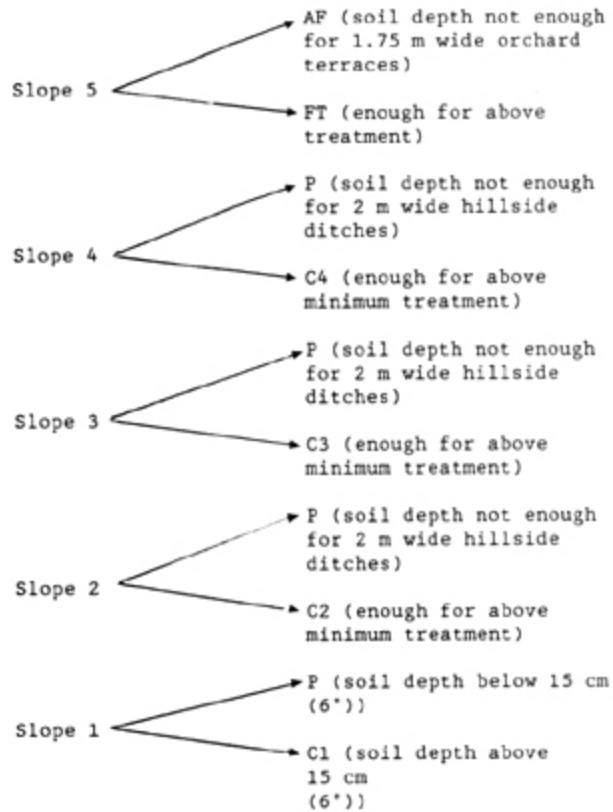 AF (soil depth not enough
for 1.75 m wide orchard
terraces)
Slope 5
FT (enough for above
treatment)
P (soil depth not enough
for 2 m wide hillside
ditches)
Slope 4
C4 (enough for above
minimum treatment)
P (soil depth not enough
for 2 m wide hillside
ditches)
Slope 3
C3 (enough for above
minimum treatment)
P (soil depth not enough
for 2 m wide hillside
ditches)
Slope 2
C2 (enough for above
minimum treatment)
P (soil depth below 15 cm
(6"))
Slope 1
C1 (soil depth above
15 cm
(6"))